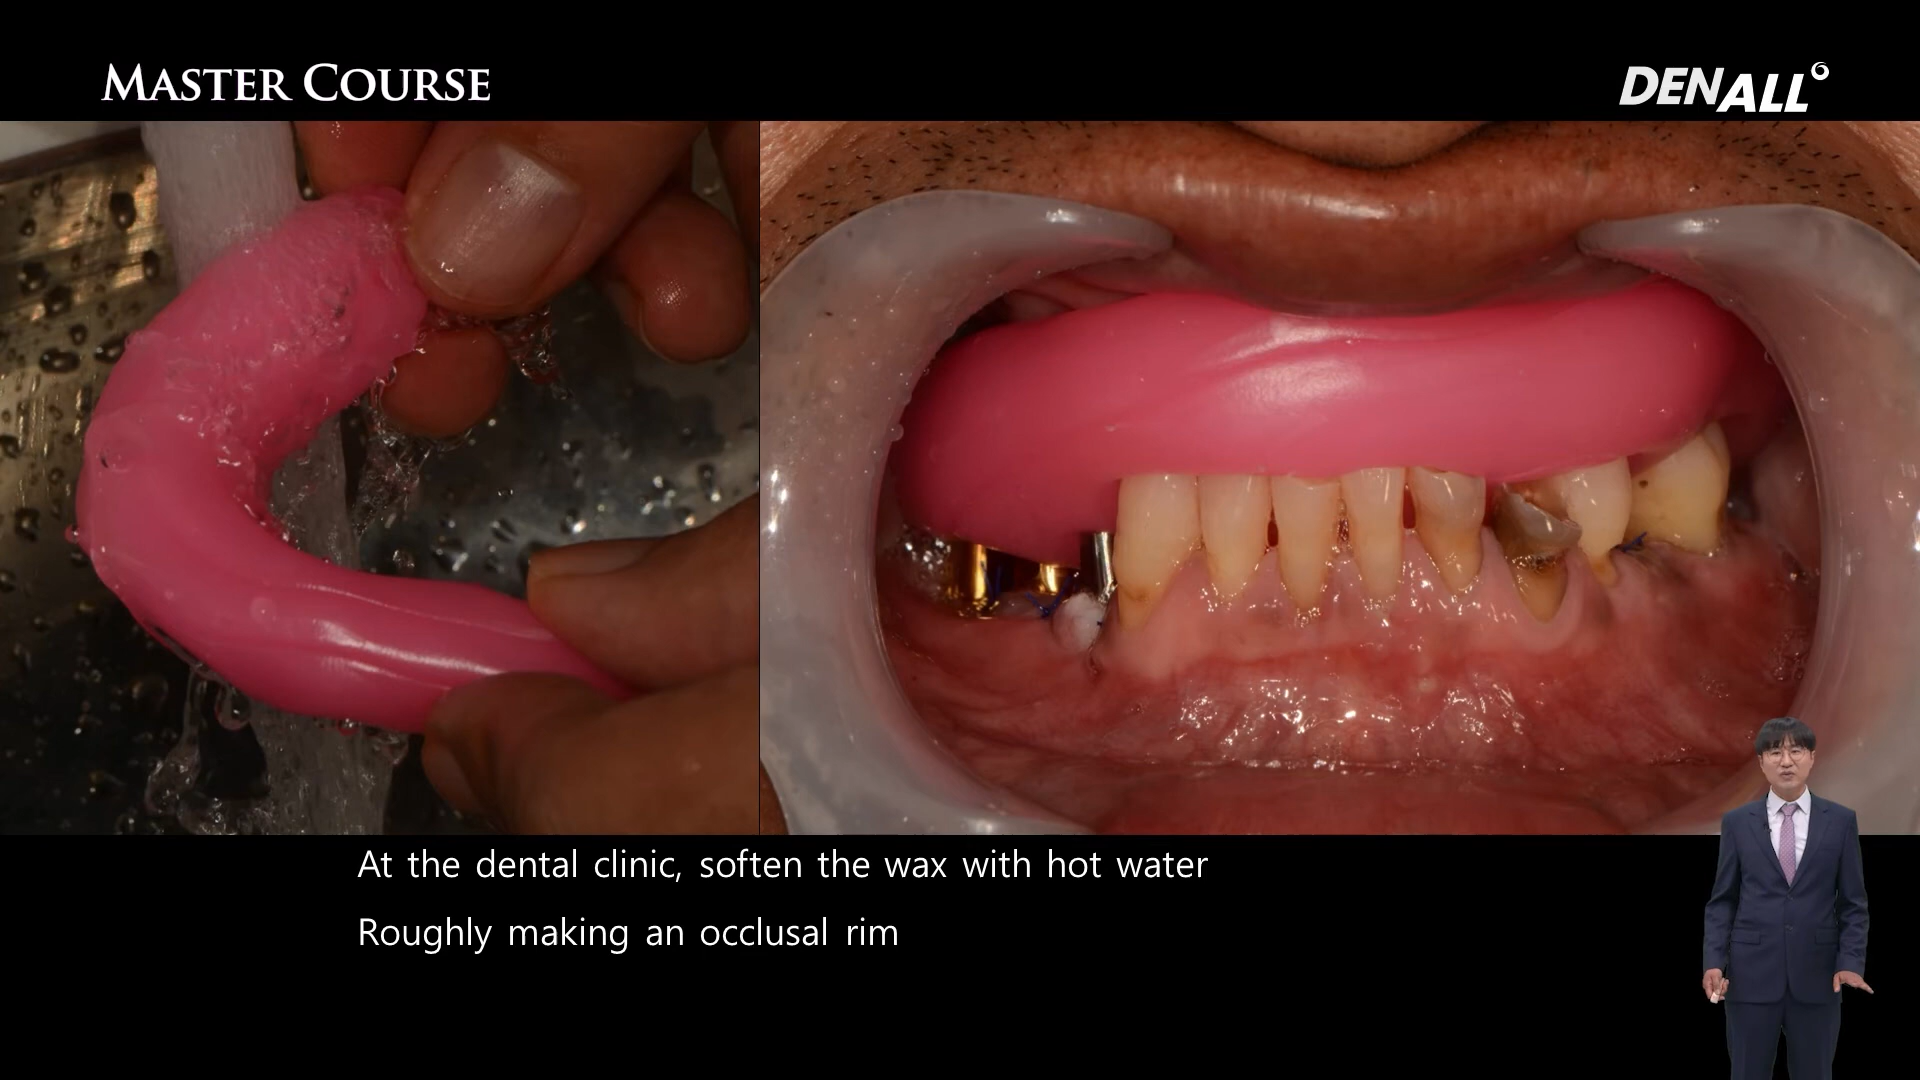 MASTER COURSE
DENALL
At the dental clinic, soften the wax with hot water
Roughly making an occlusal rim